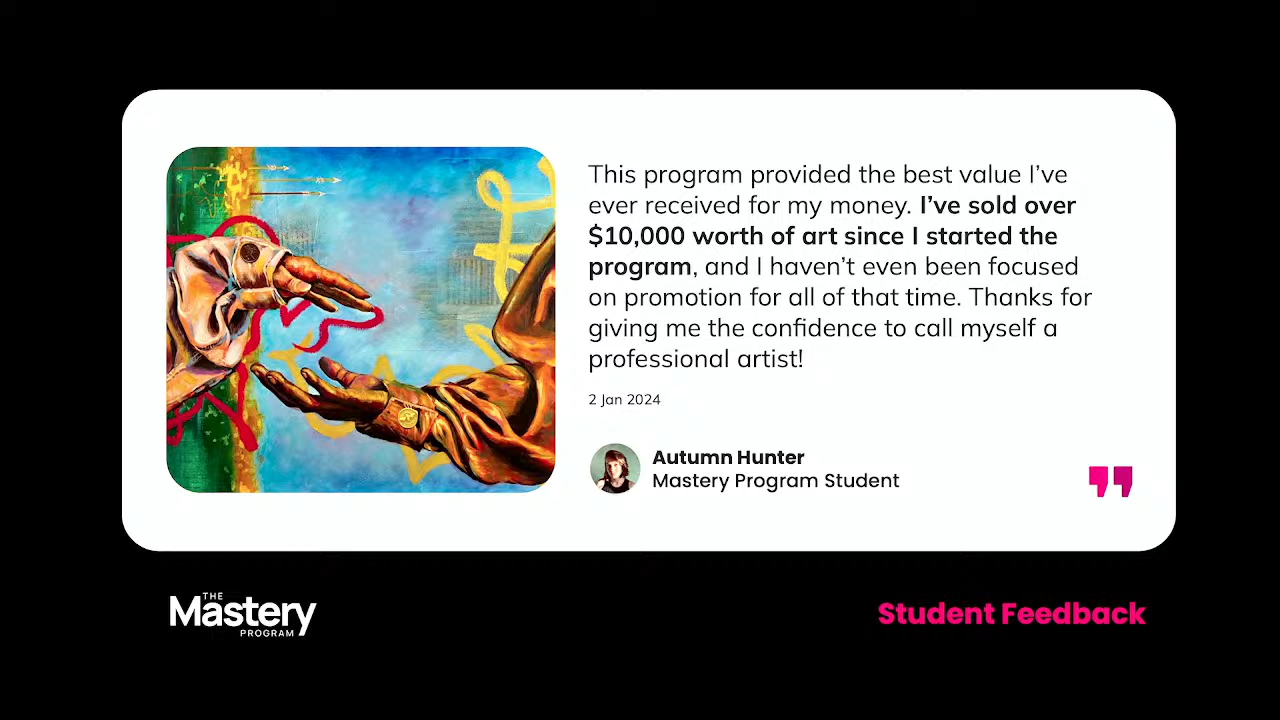 This program provided the best value I’ve
ever received for my money. I’ve sold over
$10,000 worth of art since I started the
program, and I haven’t even been focused
on promotion for all of that time. Thanks for
giving me the confidence to call myself a
professional artist!
2 Jan 2024
Autumn Hunter
Mastery Program Student
THE
Mastery
PROGRAM
Student Feedback